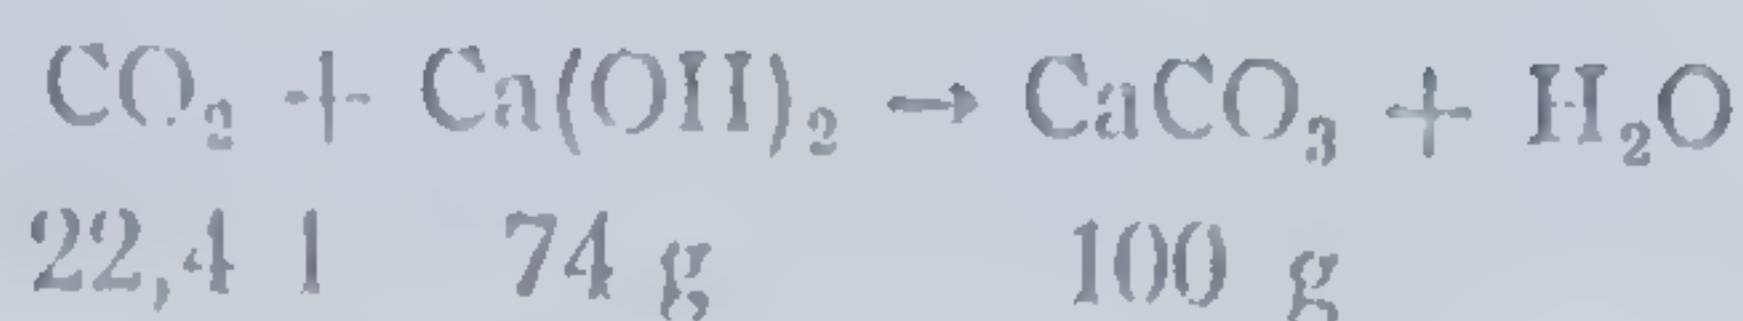 CO₂ + Ca(OH)₂ → CaCO₃ + H₂O
22,4 l 74 g 100 g